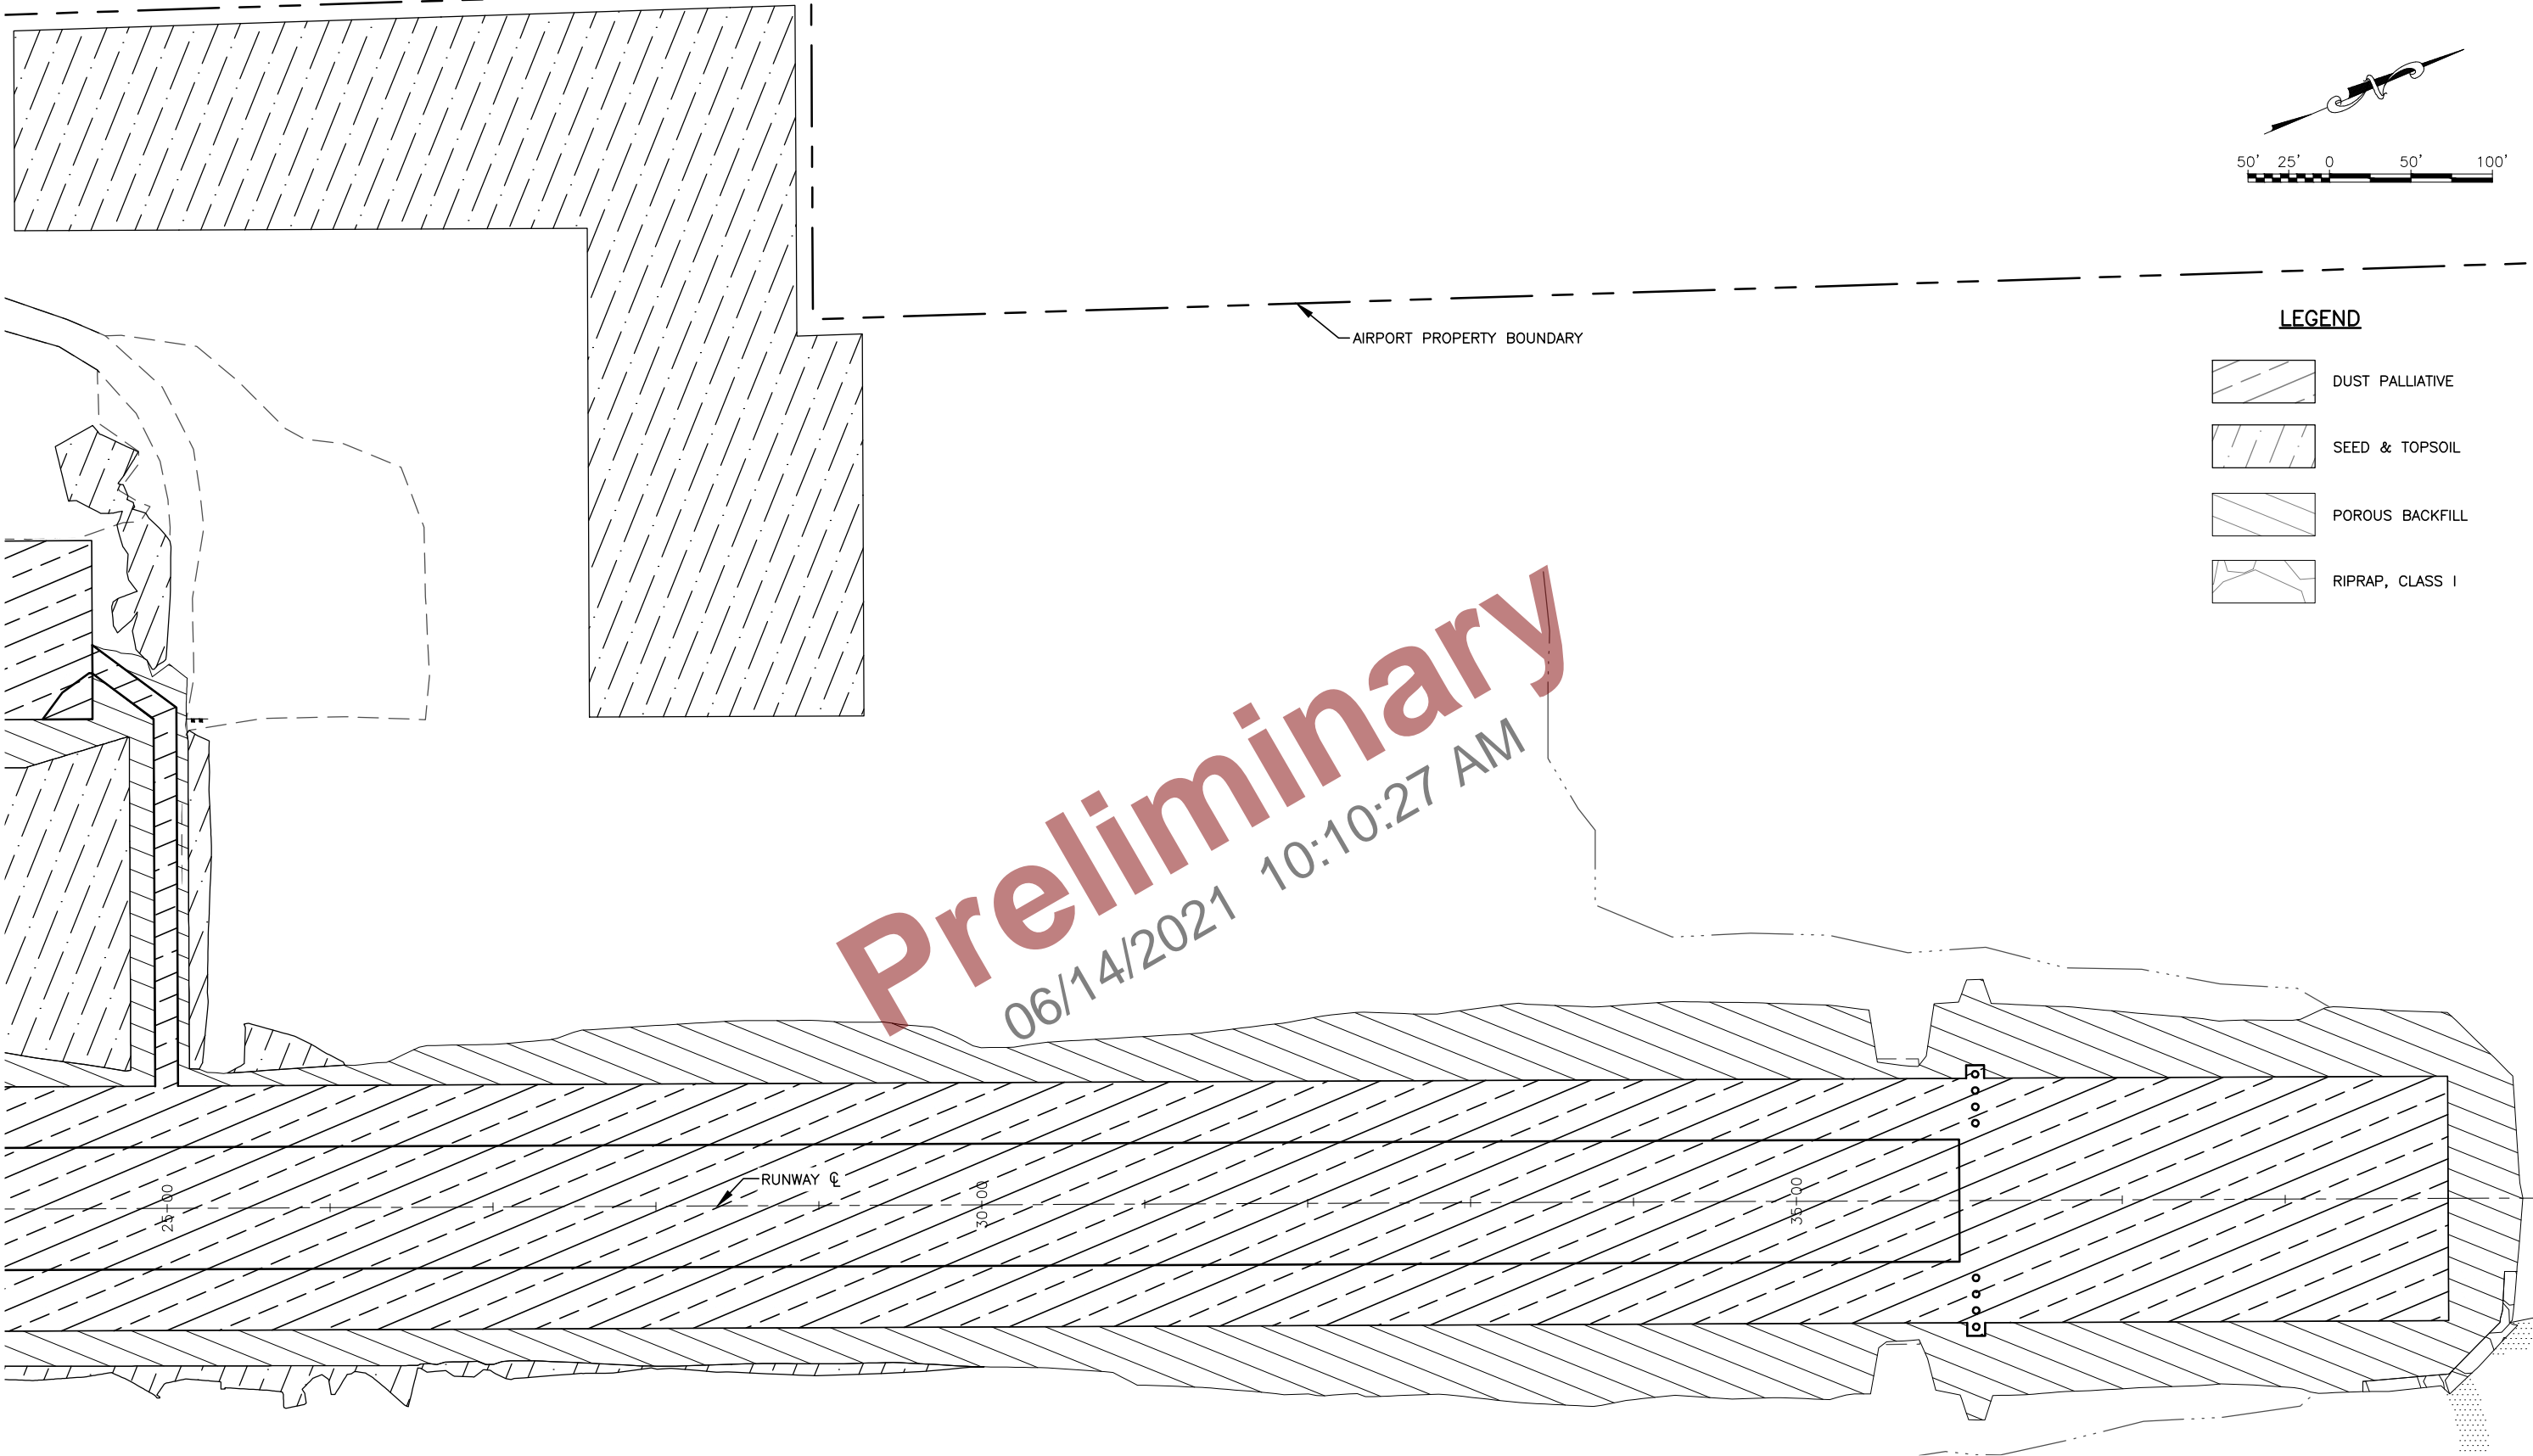 50' 25' 0 50' 100'
AIRPORT PROPERTY BOUNDARY
LEGEND
DUST PALLIATIVE
SEED & TOPSOIL
POROUS BACKFILL
RIPRAP, CLASS I
Preliminary
06/14/2021 10:10:27 AM
RUNWAY ℄
25+00
30+00
35+00